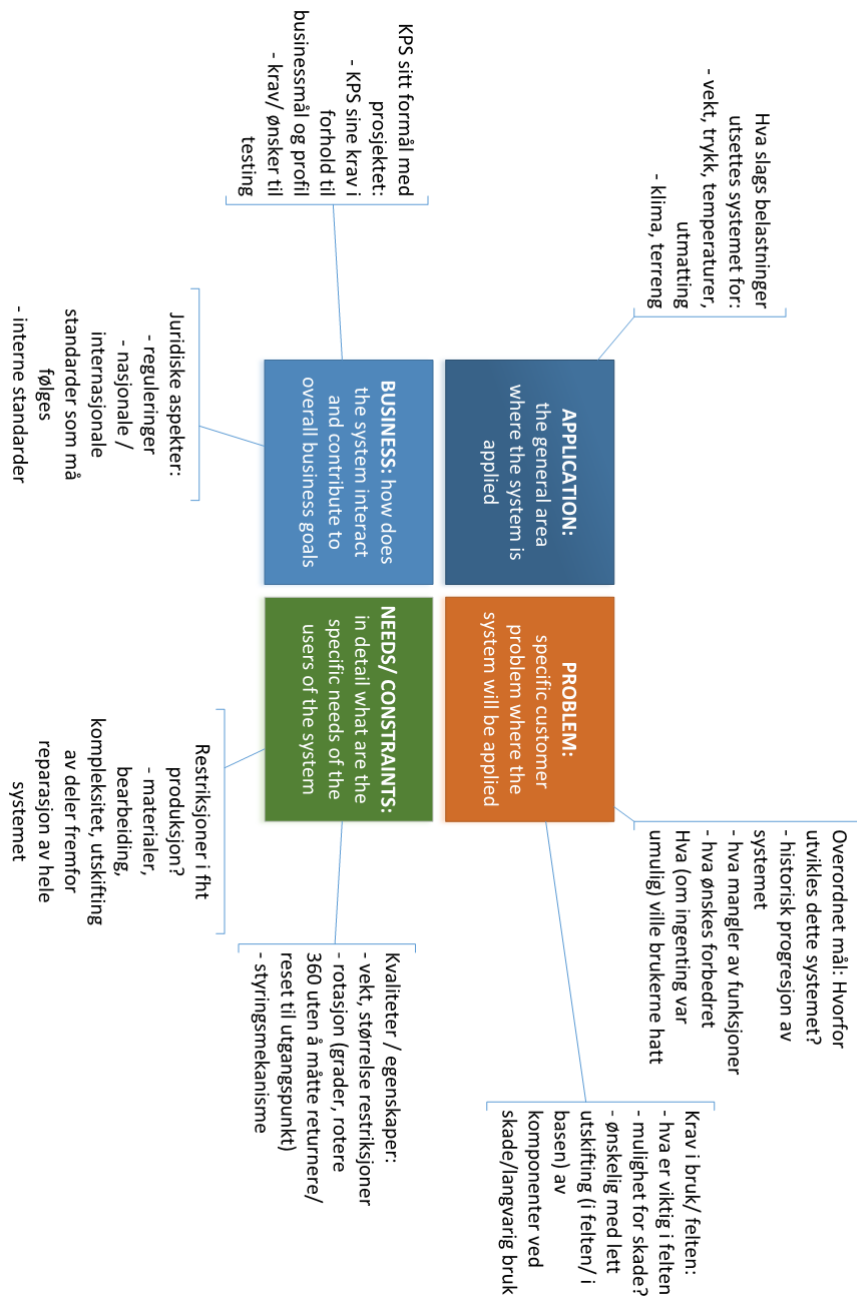 Hva slags belastninger
utsettes systemet for:
- vekt, trykk, temperaturer,
utmatting
- klima, terreng
Overordnet mål: Hvorfor
utvikles dette systemet?
- historisk progresjon av
systemet
- hva mangler av funksjoner
- hva ønskes forbedret
Hva (om ingenting var
umulig) ville brukerne hatt
APPLICATION:
the general area
where the system is
applied
PROBLEM:
specific customer
problem where the
system will be applied
Krav i bruk/ felten:
- hva er viktig i felten
- mulighet for skade?
- ønskelig med lett
utskifting (i felten/ i
basen) av
komponenter ved
skade/langvarig bruk
KPS sitt formål med
prosjektet:
- KPS sine krav i
forhold til
businessmål og profil
- krav/ ønsker til
testing
BUSINESS: how does
the system interact
and contribute to
overall business goals
NEEDS/ CONSTRAINTS:
in detail what are the
specific needs of the
users of the system
Kvaliteter / egenskaper:
- vekt, størrelse restriksjoner
- rotasjon (grader, rotere
360 uten å måtte returnere/
reset til utgangspunkt)
- styringsmekanisme
Juridiske aspekter:
- reguleringer
- nasjonale /
internasjonale
standarder som må
følges
- interne standarder
Restriksjoner i fht
produksjon?
- materialer,
bearbeiding,
kompleksitet, utskifting
av deler fremfor
reparasjon av hele
systemet